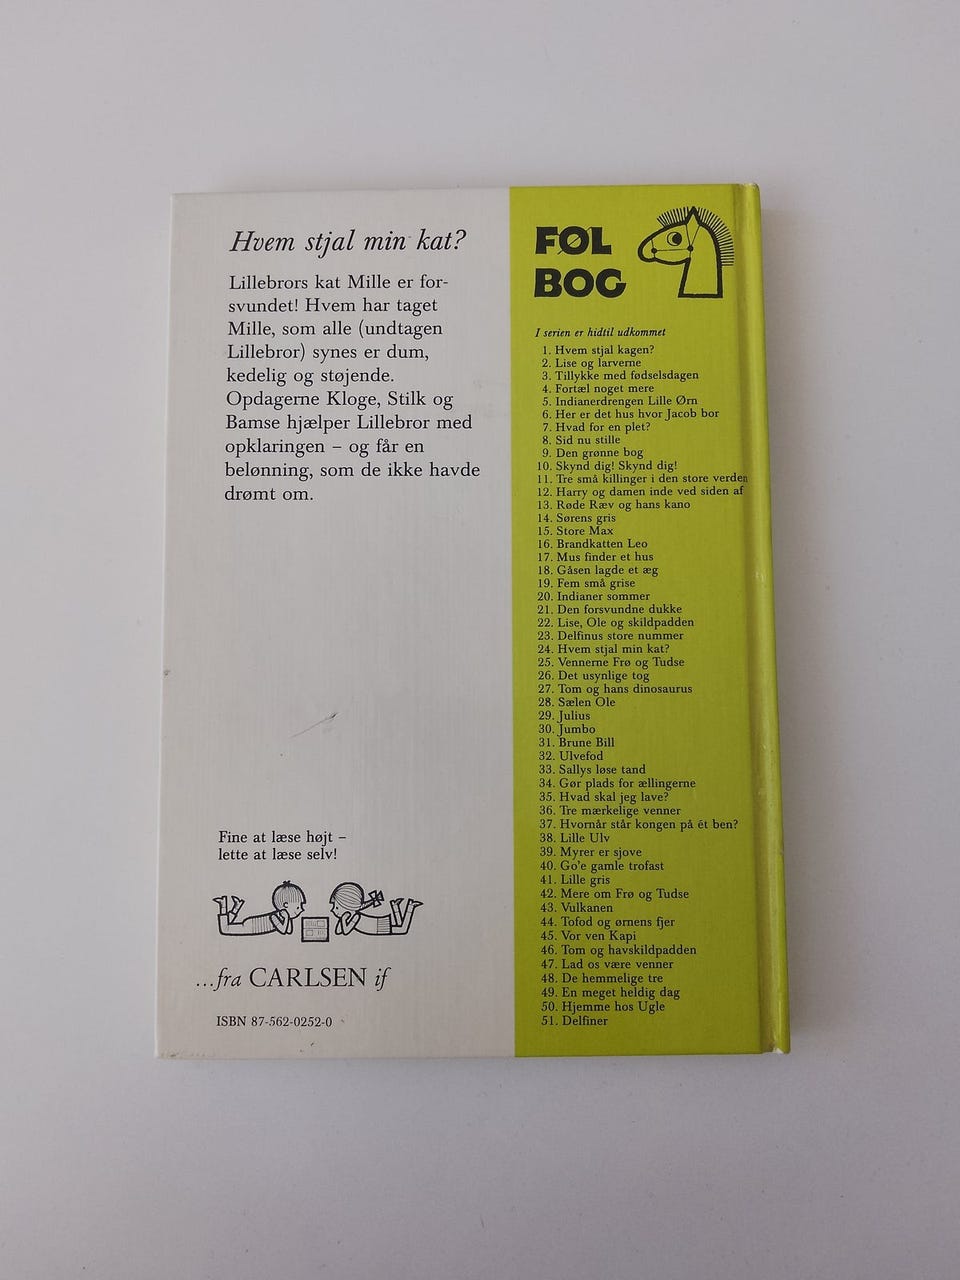 Hvem stjal min kat?
Lillebrors kat Mille er for-
svundet! Hvem har taget
Mille, som alle (undtagen
Lillebror) synes er dum,
kedelig og støjende.
Opdagerne Kloge, Stilk og
Bamse hjælper Lillebror med
opklaringen – og får en
belønning, som de ikke havde
drømt om.
Fine at læse højt –
lette at læse selv!
...fra CARLSEN if
ISBN 87-562-0252-0
FØL
BOG
I serien er hidtil udkommet
1. Hvem stjal kagen?
2. Lise og larverne
3. Tillykke med fødselsdagen
4. Fortæl noget mere
5. Indianerdrengen Lille Ørn
6. Her er det hus hvor Jacob bor
7. Hvad for en plet?
8. Sid nu stille
9. Den grønne bog
10. Skynd dig! Skynd dig!
11. Tre små killinger i den store verden
12. Harry og damen inde ved siden af
13. Røde Ræv og hans kano
14. Sørens gris
15. Store Max
16. Brandkatten Leo
17. Mus finder et hus
18. Gåsen lagde et æg
19. Fem små grise
20. Indianer sommer
21. Den forsvundne dukke
22. Lise, Ole og skildpadden
23. Delfinus store nummer
24. Hvem stjal min kat?
25. Vennerne Frø og Tudse
26. Det usynlige tog
27. Tom og hans dinosaurus
28. Sælen Ole
29. Julius
30. Jumbo
31. Brune Bill
32. Ulvefod
33. Sallys løse tand
34. Gør plads for ællingerne
35. Hvad skal jeg lave?
36. Tre mærkelige venner
37. Hvornår står kongen på ét ben?
38. Lille Ulv
39. Myrer er sjove
40. Go'e gamle trofast
41. Lille gris
42. Mere om Frø og Tudse
43. Vulkanen
44. Tofod og ørnens fjer
45. Vor ven Kapi
46. Tom og havskildpadden
47. Lad os være venner
48. De hemmelige tre
49. En meget heldig dag
50. Hjemme hos Ugle
51. Delfiner